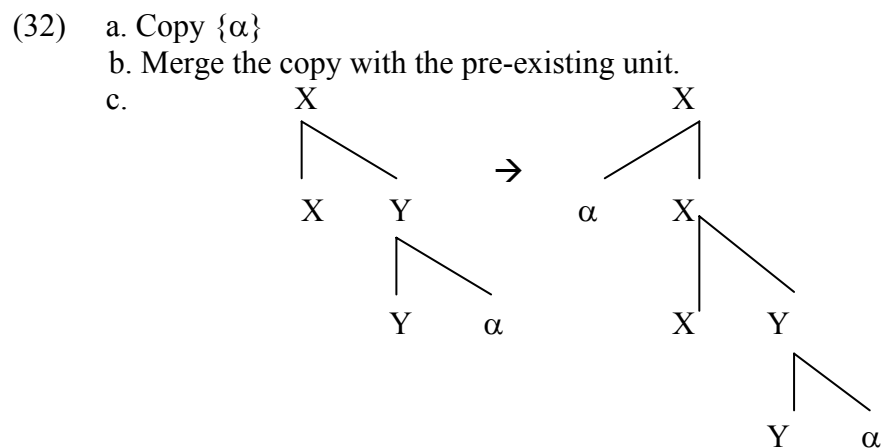 (32) a. Copy {α}
b. Merge the copy with the pre-existing unit.
c. X X
→
X Y α X
Y α X Y
Y α